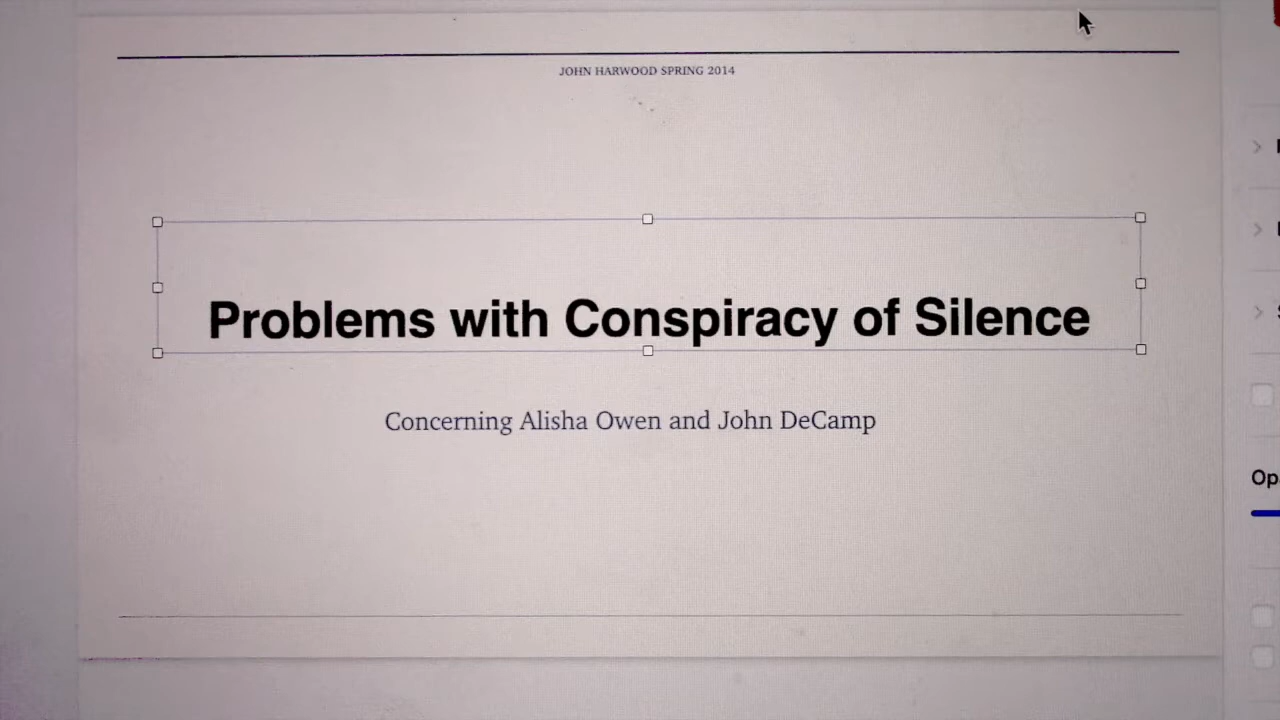 JOHN HARWOOD SPRING 2014
Problems with Conspiracy of Silence
Concerning Alisha Owen and John DeCamp